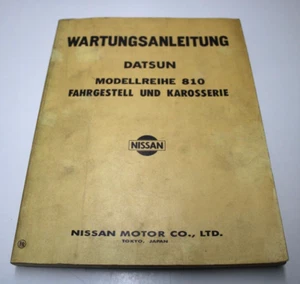 WARTUNGSANLEITUNG
DATSUN
MODELLREIHE 810
FAHRGESTELL UND KAROSSERIE
NISSAN
NISSAN MOTOR CO., LTD.
TOKYO, JAPAN